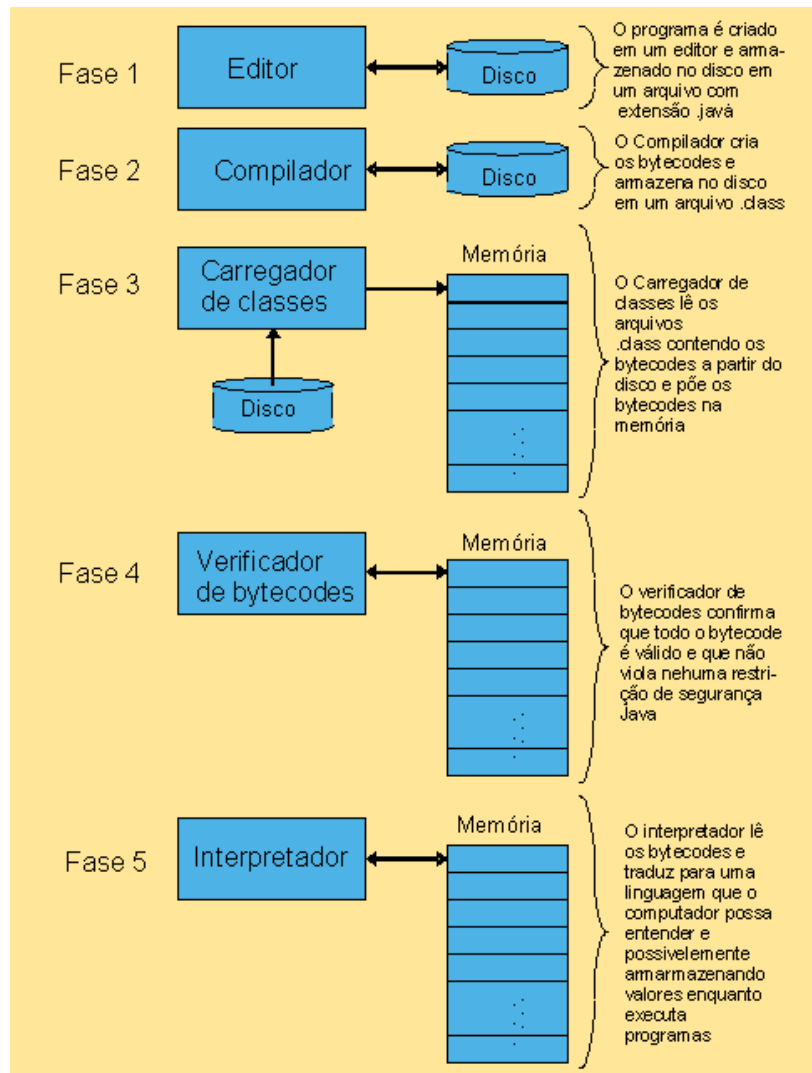 Fase 1
Editor
Disco
O programa é criado
em um editor e arma-
zenado no disco em
um arquivo com
extensão .java
Fase 2
Compilador
Disco
O Compilador cria
os bytecodes e
armazena no disco
em um arquivo .class
Fase 3
Carregador
de classes
Disco
Memória
O Carregador de
classes lê os
arquivos
.class contendo os
bytecodes a partir do
disco e põe os
bytecodes na
memória
Fase 4
Verificador
de bytecodes
Memória
O verificador de
bytecodes confirma
que todo o bytecode
é válido e que não
viola nehuma restri-
ção de segurança
Java
Fase 5
Interpretador
Memória
O interpretador lê
os bytecodes e
traduz para uma
linguagem que o
computador possa
entender e
possivelemente
armarmazenando
valores enquanto
executa
programas